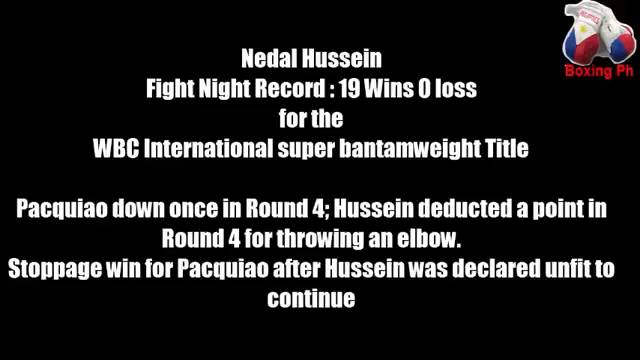 Nedal Hussein
Fight Night Record : 19 Wins 0 loss
for the
WBC International super bantamweight Title
Pacquiao down once in Round 4; Hussein deducted a point in
Round 4 for throwing an elbow.
Stoppage win for Pacquiao after Hussein was declared unfit to
continue
Boxing Ph